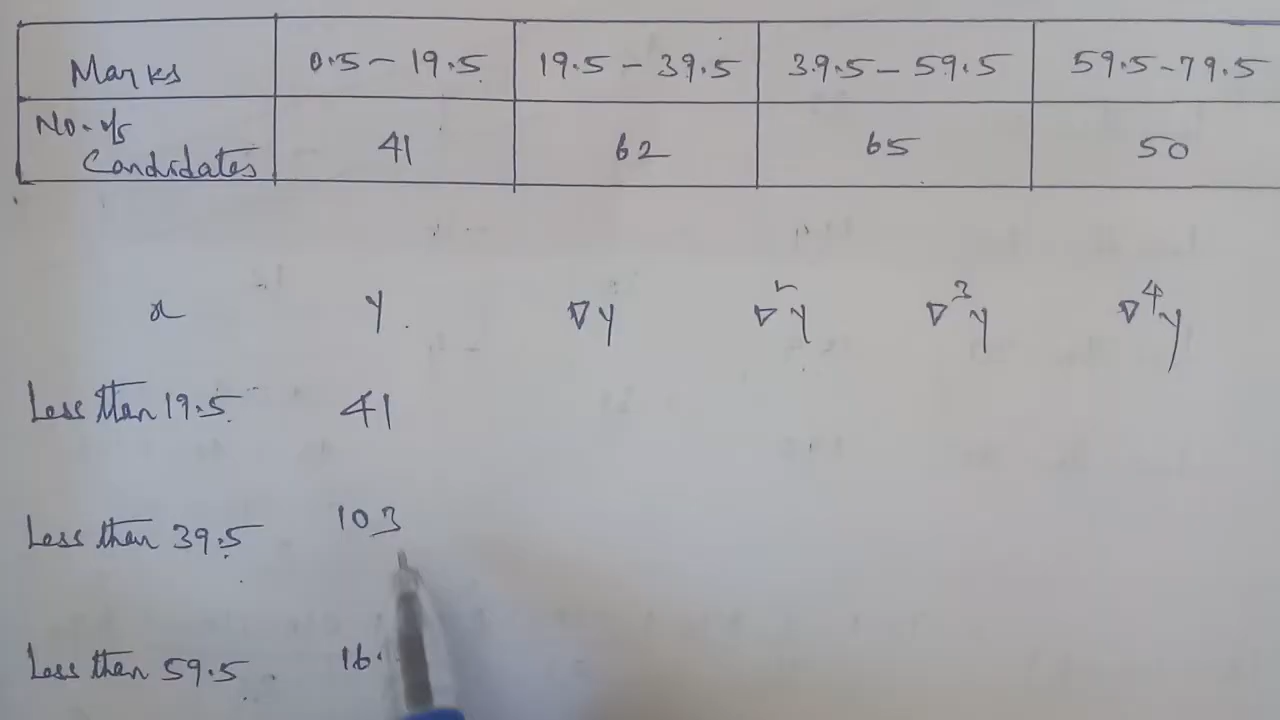 Marks 0.5 - 19.5 19.5 - 39.5 39.5 - 59.5 59.5 - 79.5
No. of
Candidates 41 62 65 50
x y ∇y ∇²y ∇³y ∇⁴y
Less than 19.5 41
Less than 39.5 103
Less than 59.5 16